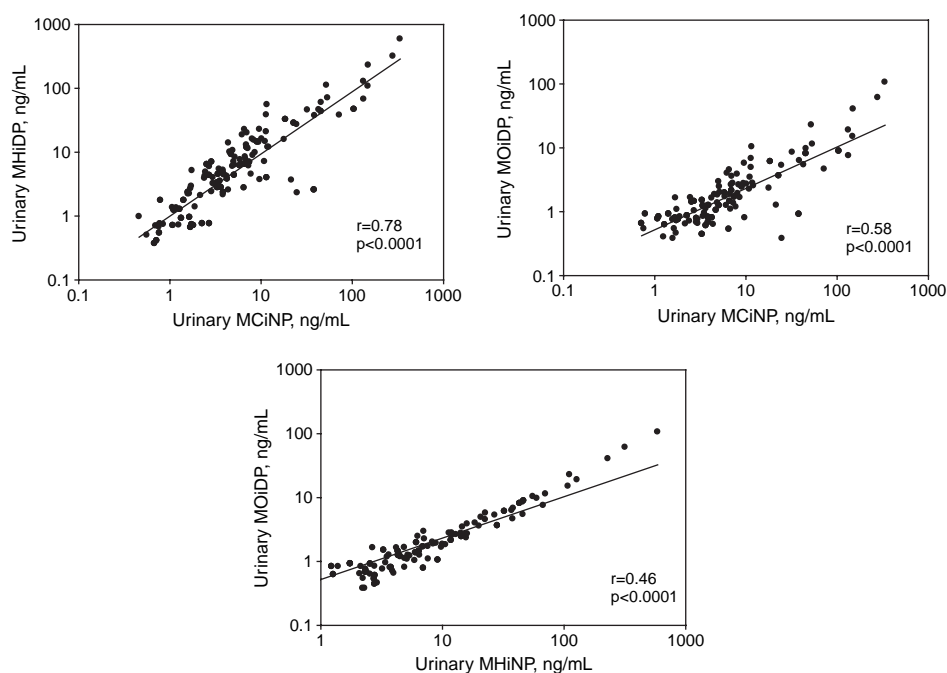 1000
100
10
1
0.1
Urinary MHiDP, ng/mL
0.1
1
10
100
1000
Urinary MCiNP, ng/mL
r=0.78
p<0.0001
1000
100
10
1
0.1
Urinary MOiDP, ng/mL
0.1
1
10
100
1000
Urinary MCiNP, ng/mL
r=0.58
p<0.0001
1000
100
10
1
0.1
Urinary MOiDP, ng/mL
1
10
100
1000
Urinary MHiNP, ng/mL
r=0.46
p<0.0001